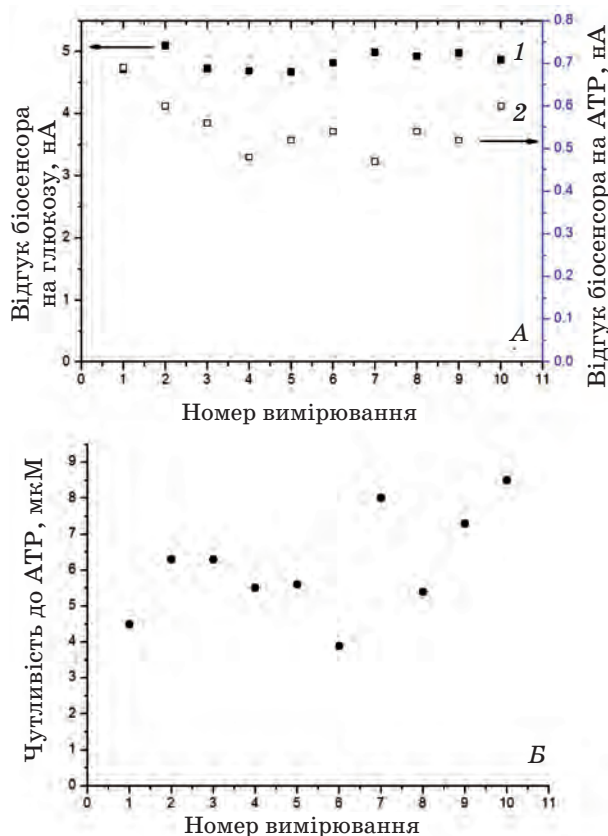 Відгук біосенсора
на глюкозу, нА
5
4
3
2
1
0
0.8
0.7
0.6
0.5
0.4
0.3
0.2
0.1
0.0
Відгук біосенсора на АТР, нА
1
2
А
0 1 2 3 4 5 6 7 8 9 10 11
Номер вимірювання
Чутливість до АТР, мкМ
9
8
7
6
5
4
3
2
1
0
Б
0 1 2 3 4 5 6 7 8 9 10 11
Номер вимірювання